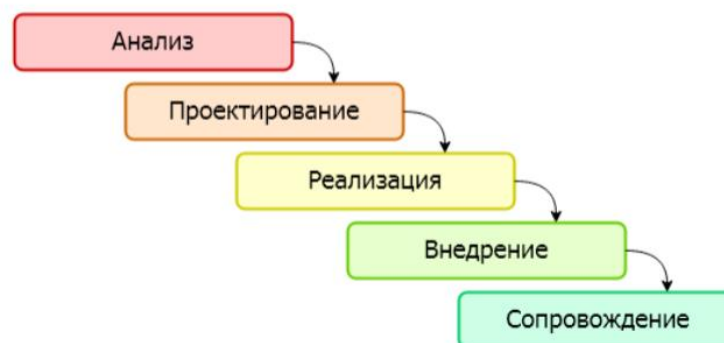 Анализ
Проектирование
Реализация
Внедрение
Сопровождение